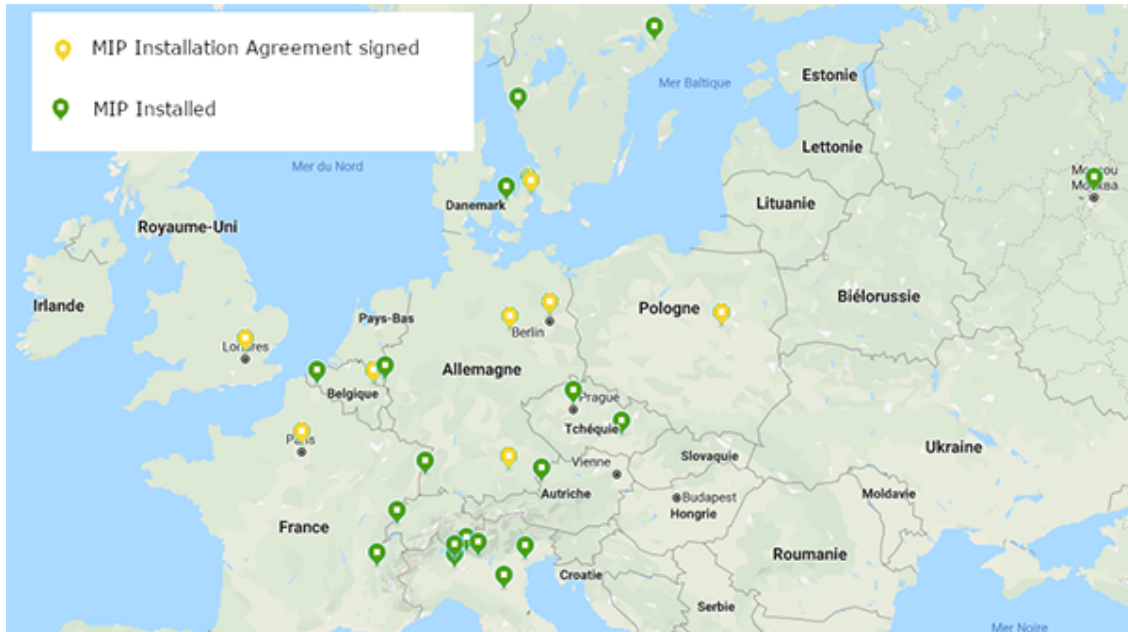 MIP Installation Agreement signed
MIP Installed
Mer Baltique
Estonie
Lettonie
Mer du Nord
Moscou
Москва
Danemark
Lituanie
Royaume-Uni
Irlande
Biélorussie
Pologne
Pays-Bas
Berlin
Londres
Allemagne
Belgique
Prague
Tchéquie
Paris
Ukraine
Slovaquie
Vienne
Autriche
Moldavie
Budapest
Hongrie
France
Roumanie
Croatie
Serbie
Mer Noire